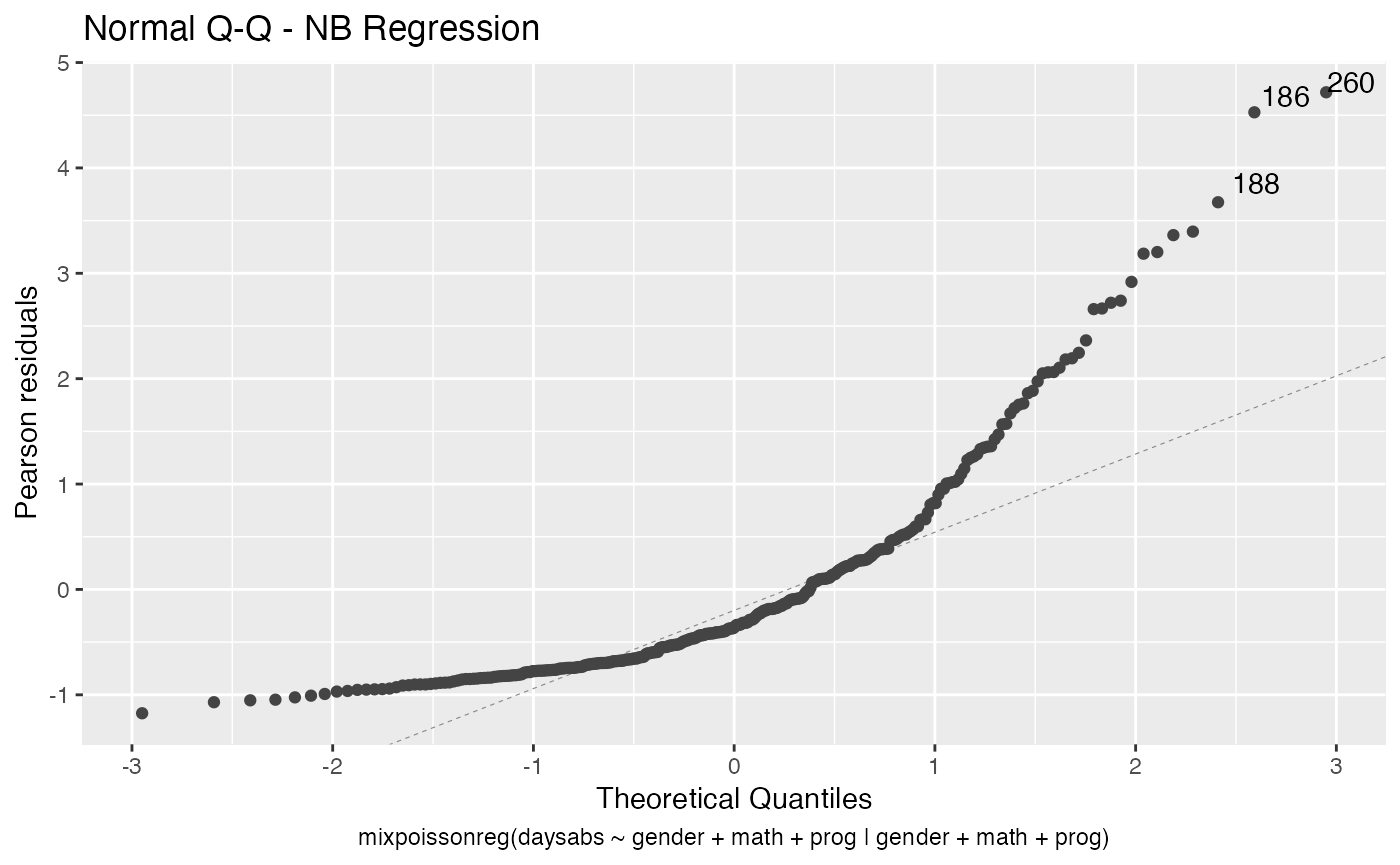 Normal Q-Q - NB Regression
5
4
3
2
1
0
-1
Pearson residuals
186
260
188
-3 -2 -1 0 1 2 3
Theoretical Quantiles
mixpoissonreg(daysabs ~ gender + math + prog | gender + math + prog)